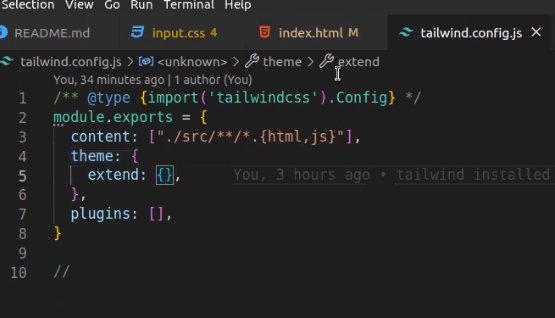 Selection View Go Run Terminal Help
README.md input.css 4 index.html M tailwind.config.js
tailwind.config.js > <unknown> > theme > extend
You, 34 minutes ago | 1 author (You)
1 /** @type {import('tailwindcss').Config} */
2 module.exports = {
3 content: ["./src/**/*.{html,js}"],
4 theme: {
5 extend: {}, You, 3 hours ago • tailwind installed
6 },
7 plugins: [],
8 }
9
10 //